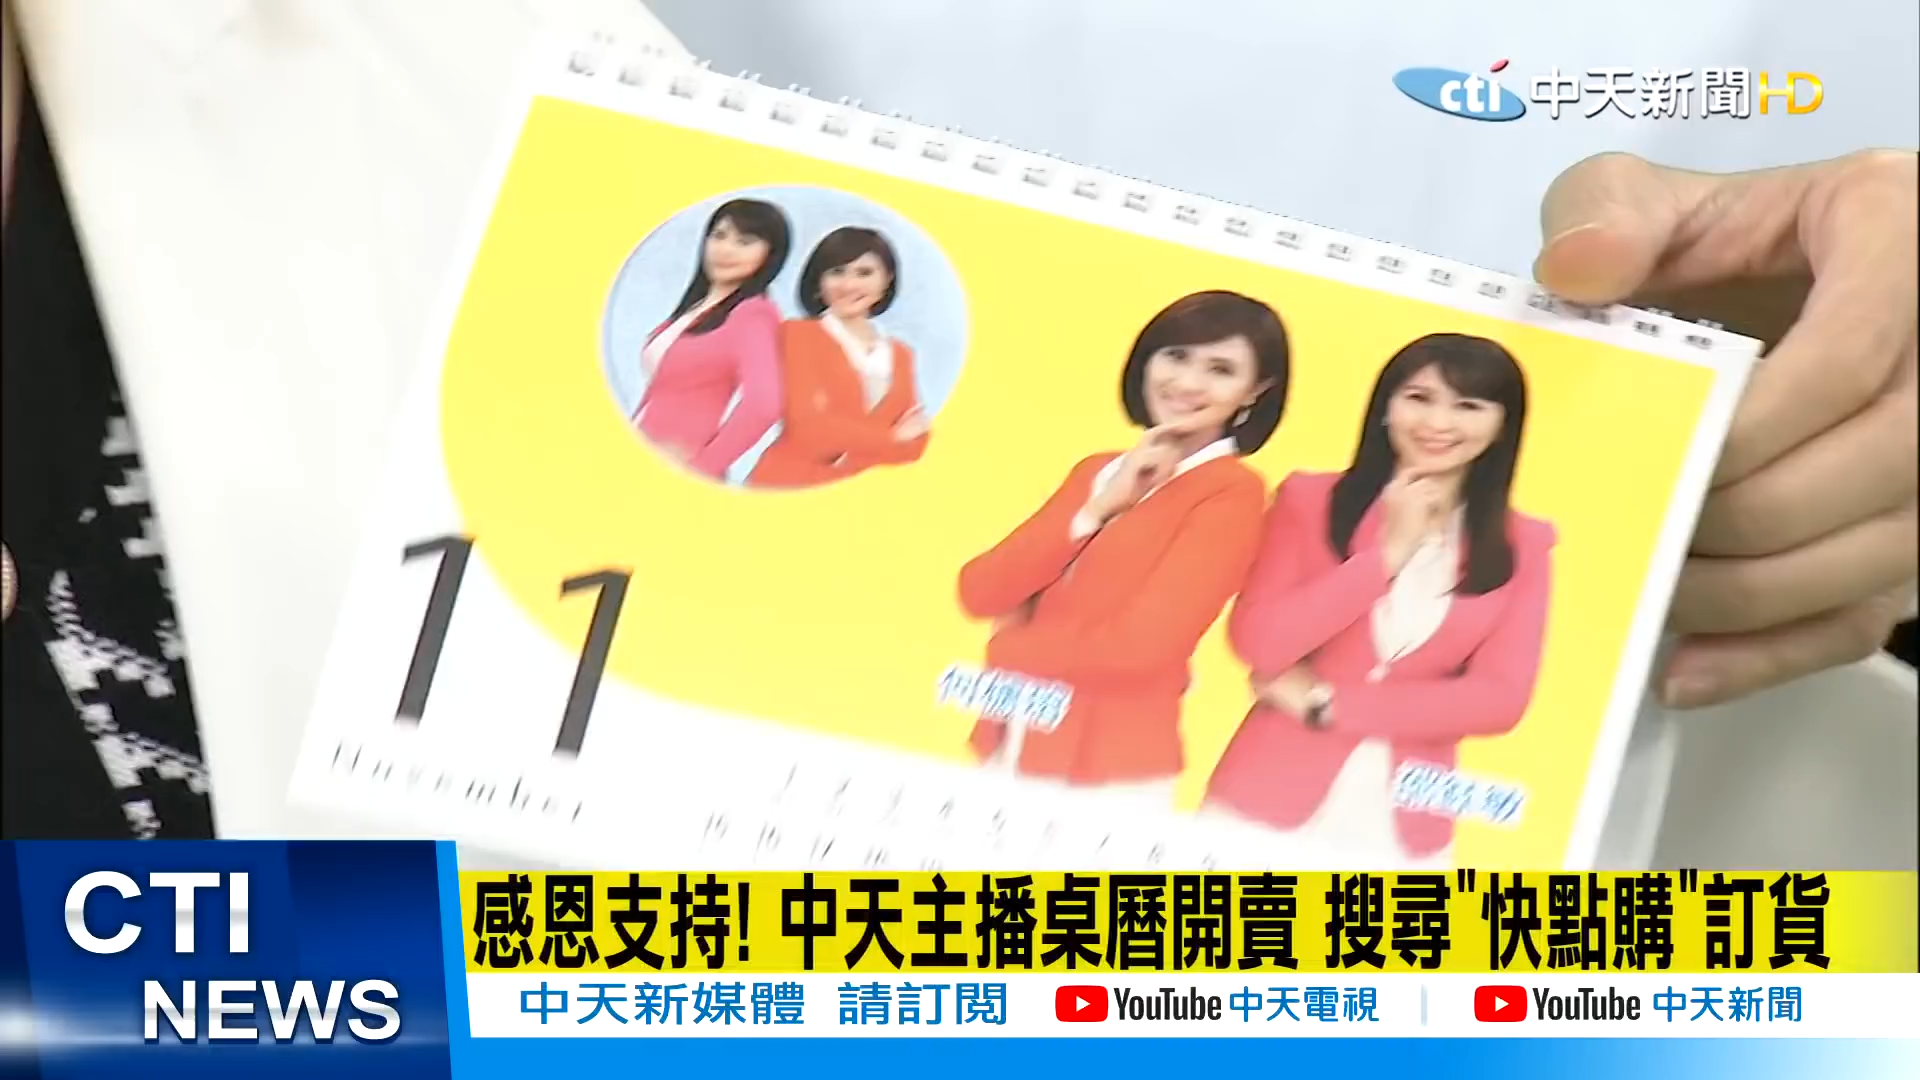 cti 中天新聞HD
11
November
CTI
NEWS
感恩支持! 中天主播桌曆開賣 搜尋"快點購"訂貨
中天新媒體 請訂閱 YouTube 中天電視 | YouTube 中天新聞